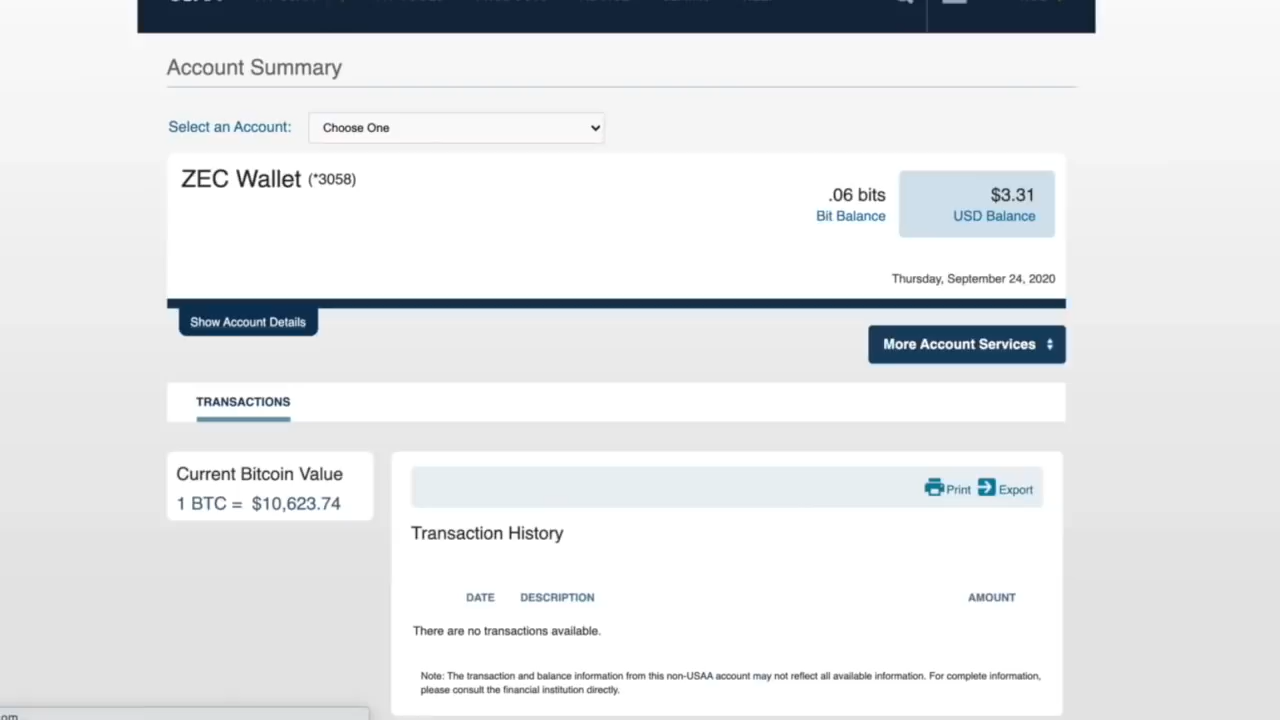 Account Summary
Select an Account: Choose One
ZEC Wallet (*3058)
.06 bits
Bit Balance
$3.31
USD Balance
Thursday, September 24, 2020
Show Account Details
More Account Services
TRANSACTIONS
Current Bitcoin Value
1 BTC = $10,623.74
Print Export
Transaction History
DATE DESCRIPTION AMOUNT
There are no transactions available.
Note: The transaction and balance information from this non-USAA account may not reflect all available information. For complete information,
please consult the financial institution directly.